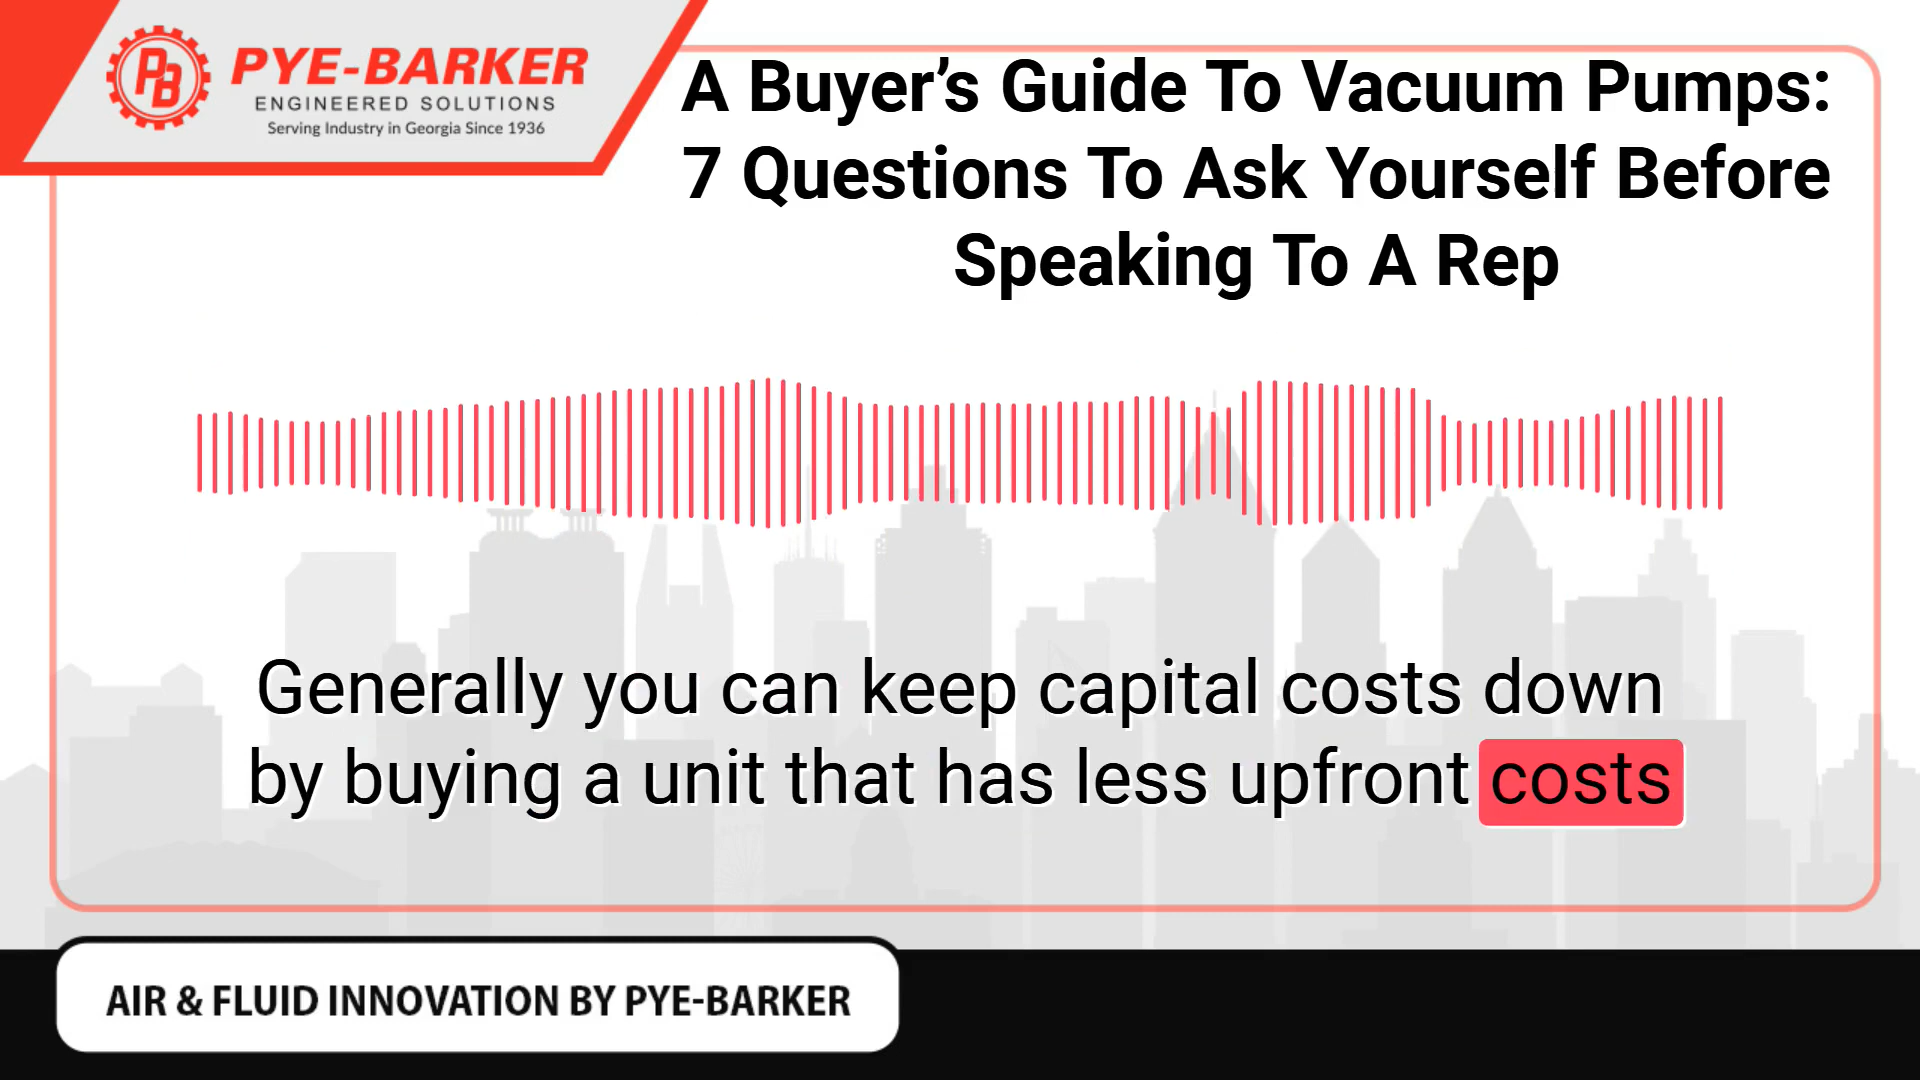 PB
PYE-BARKER
ENGINEERED SOLUTIONS
Serving Industry in Georgia Since 1936
A Buyer’s Guide To Vacuum Pumps:
7 Questions To Ask Yourself Before
Speaking To A Rep
Generally you can keep capital costs down
by buying a unit that has less upfront costs
AIR & FLUID INNOVATION BY PYE-BARKER